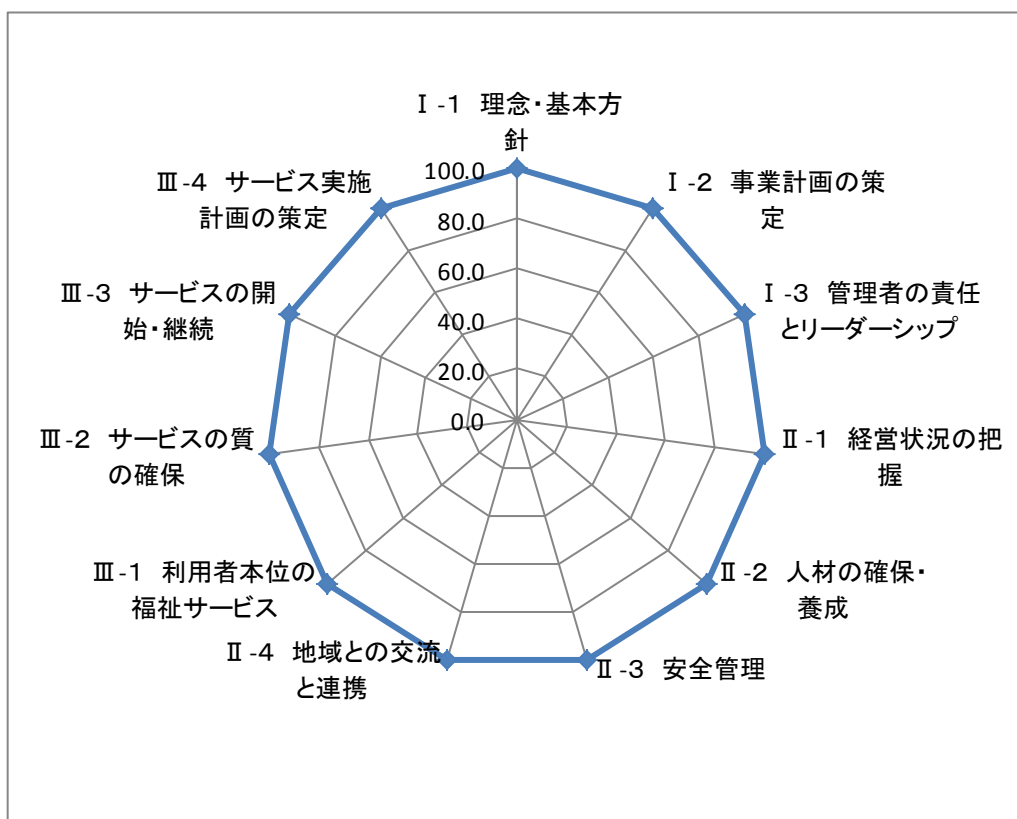 Ⅰ-1 理念・基本方
針
Ⅰ-2 事業計画の策
定
Ⅰ-3 管理者の責任
とリーダーシップ
Ⅱ-1 経営状況の把
握
Ⅱ-2 人材の確保・
養成
Ⅱ-3 安全管理
Ⅱ-4 地域との交流
と連携
Ⅲ-1 利用者本位の
福祉サービス
Ⅲ-2 サービスの質
の確保
Ⅲ-3 サービスの開
始・継続
Ⅲ-4 サービス実施
計画の策定
100.0
80.0
60.0
40.0
20.0
0.0